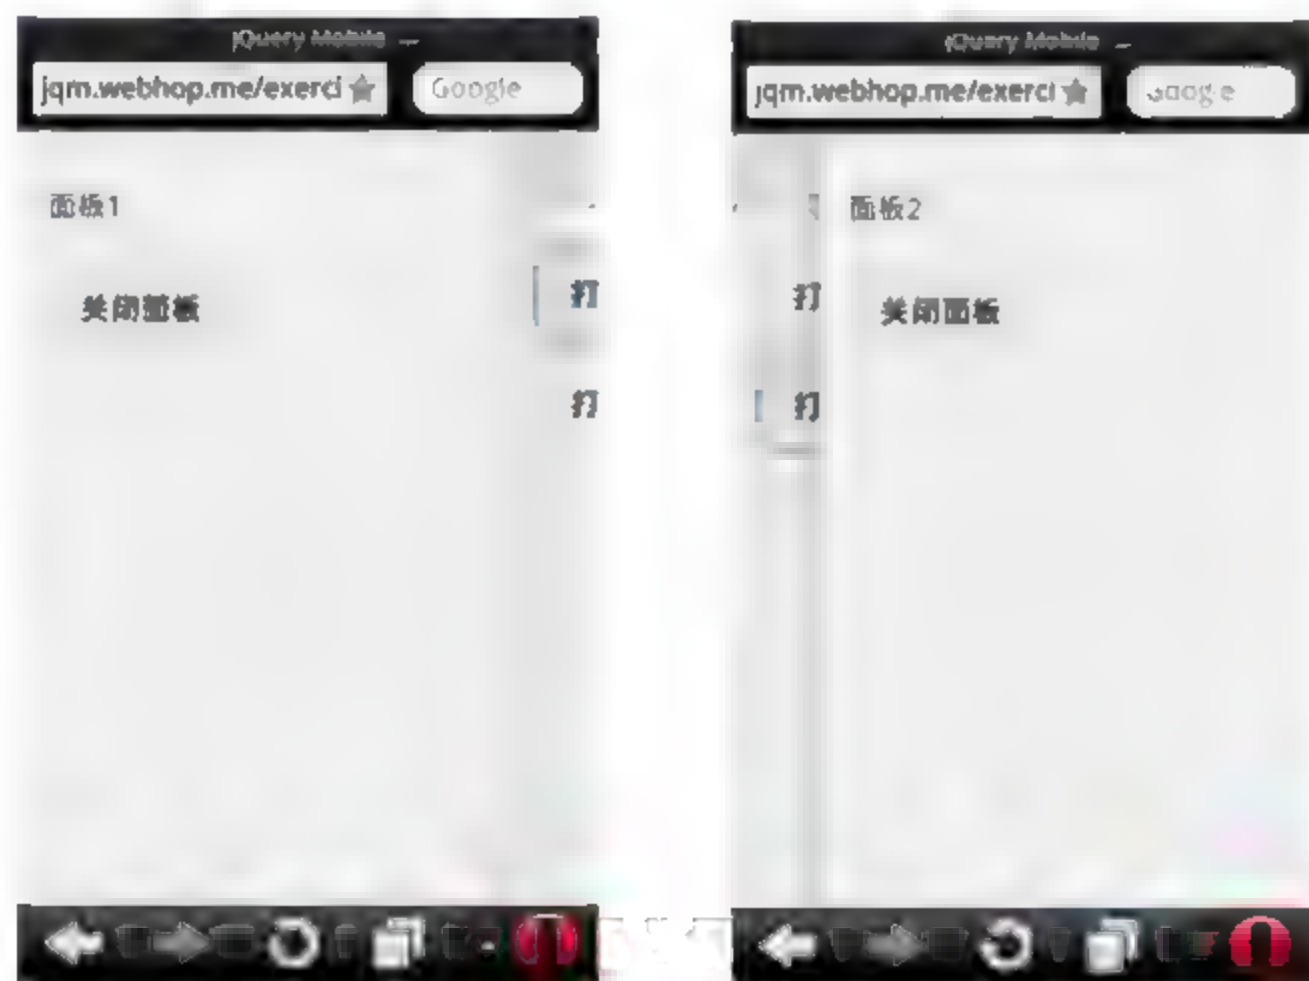 jQuery Mobile
jqm.webhop.me/exerci
Google
面板1
关闭面板
打
打
jQuery Mobile
jqm.webhop.me/exerci
Google
面板2
关闭面板
打
打